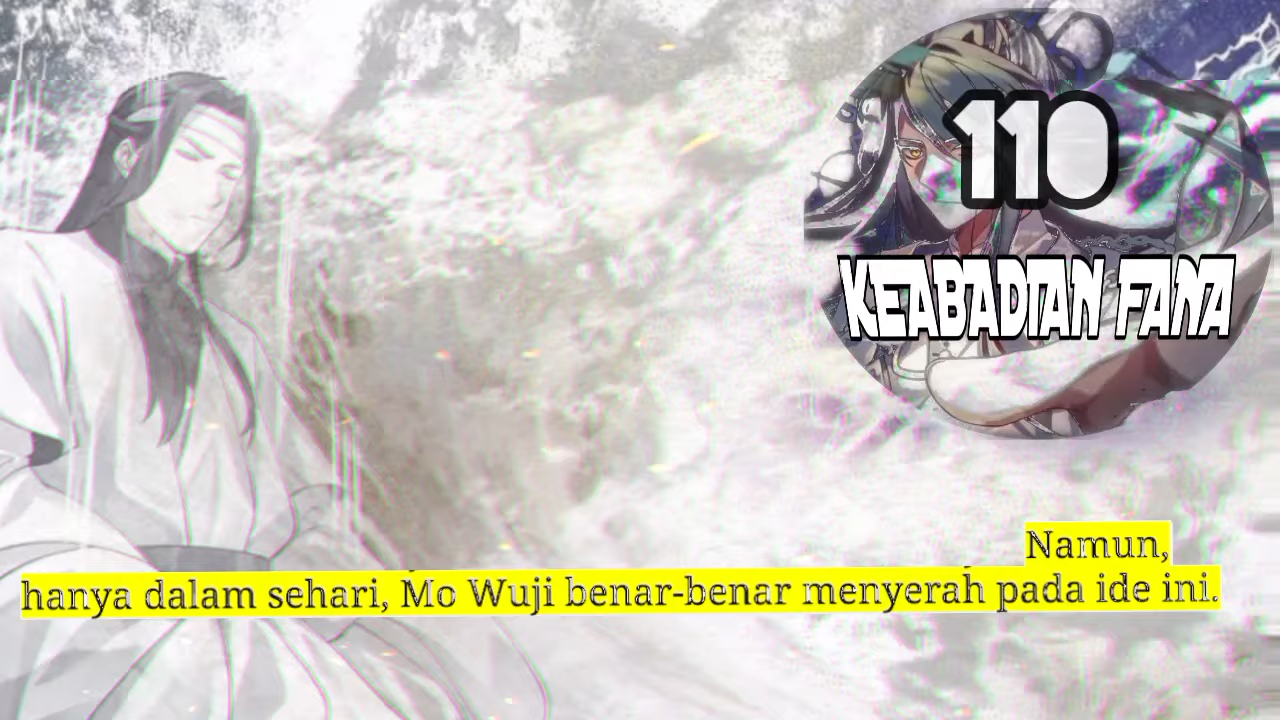 110
KEABADIAN FANA
Namun,
hanya dalam sehari, Mo Wuji benar-benar menyerah pada ide ini.